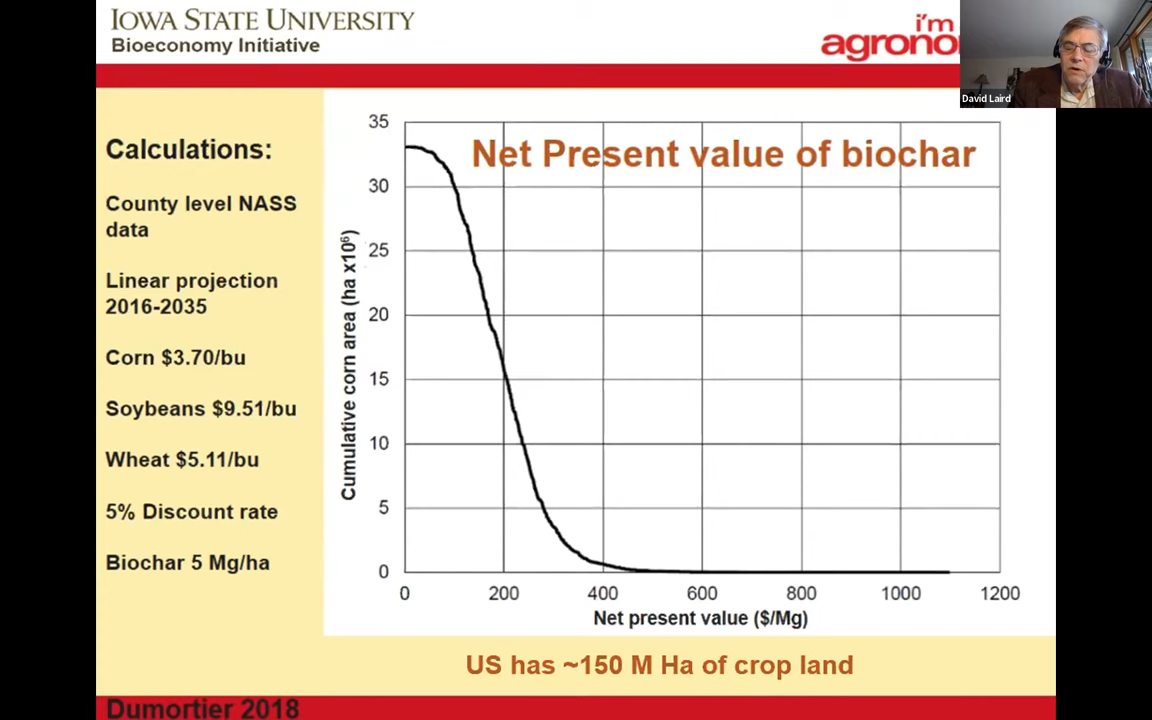 IOWA STATE UNIVERSITY
Bioeconomy Initiative
i'm
David Laird
Calculations:
County level NASS
data
Linear projection
2016-2035
Corn $3.70/bu
Soybeans $9.51/bu
Wheat $5.11/bu
5% Discount rate
Biochar 5 Mg/ha
Net Present value of biochar
Cumulative corn area (ha x10⁶)
35
30
25
20
15
10
5
0
0 200 400 600 800 1000 1200
Net present value ($/Mg)
US has ~150 M Ha of crop land
Dumortier 2018